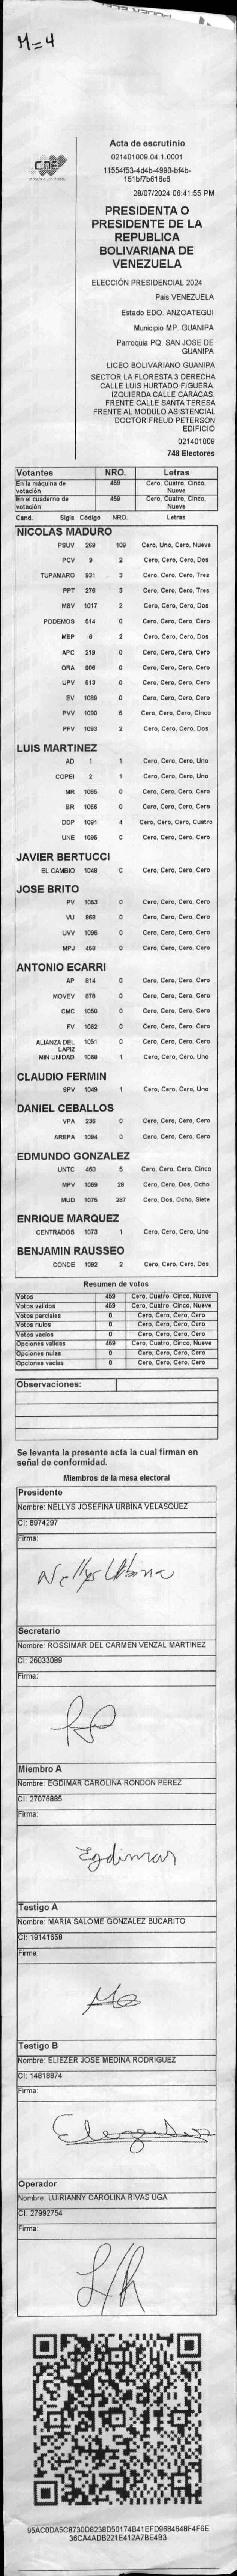 M=4
CNE
Acta de escrutinio
021401009.04.1.0001
11554f53-4d4b-4990-bf4b-
151bf7b616c6
28/07/2024 06:41:55 PM
PRESIDENTA O
PRESIDENTE DE LA
REPUBLICA
BOLIVARIANA DE
VENEZUELA
ELECCIÓN PRESIDENCIAL 2024
País VENEZUELA
Estado EDO. ANZOATEGUI
Municipio MP. GUANIPA
Parroquia PQ. SAN JOSE DE
GUANIPA
LICEO BOLIVARIANO GUANIPA
SECTOR LA FLORESTA 3 DERECHA
CALLE LUIS HURTADO FIGUERA.
IZQUIERDA CALLE CARACAS.
FRENTE CALLE SANTA TERESA
FRENTE AL MODULO ASISTENCIAL
DOCTOR FREUD PETERSON
EDIFICIO
021401009
748 Electores
Votantes NRO. Letras
En la máquina de votación 459 Cero, Cuatro, Cinco, Nueve
En el cuaderno de votación 459 Cero, Cuatro, Cinco, Nueve
Cand. Sigla Código NRO. Letras
NICOLAS MADURO
PSUV 269 109 Cero, Uno, Cero, Nueve
PCV 9 2 Cero, Cero, Cero, Dos
TUPAMARO 931 3 Cero, Cero, Cero, Tres
PPT 276 3 Cero, Cero, Cero, Tres
MSV 1017 2 Cero, Cero, Cero, Dos
PODEMOS 514 0 Cero, Cero, Cero, Cero
MEP 6 2 Cero, Cero, Cero, Dos
APC 219 0 Cero, Cero, Cero, Cero
ORA 906 0 Cero, Cero, Cero, Cero
UPV 513 0 Cero, Cero, Cero, Cero
EV 1089 0 Cero, Cero, Cero, Cero
PVV 1090 5 Cero, Cero, Cero, Cinco
PFV 1093 2 Cero, Cero, Cero, Dos
LUIS MARTINEZ
AD 1 1 Cero, Cero, Cero, Uno
COPEI 2 1 Cero, Cero, Cero, Uno
MR 1065 0 Cero, Cero, Cero, Cero
BR 1066 0 Cero, Cero, Cero, Cero
DDP 1091 4 Cero, Cero, Cero, Cuatro
UNE 1095 0 Cero, Cero, Cero, Cero
JAVIER BERTUCCI
EL CAMBIO 1048 0 Cero, Cero, Cero, Cero
JOSE BRITO
PV 1053 0 Cero, Cero, Cero, Cero
VU 968 0 Cero, Cero, Cero, Cero
UVV 1096 0 Cero, Cero, Cero, Cero
MPJ 458 0 Cero, Cero, Cero, Cero
ANTONIO ECARRI
AP 814 0 Cero, Cero, Cero, Cero
MOVEV 878 0 Cero, Cero, Cero, Cero
CMC 1050 0 Cero, Cero, Cero, Cero
FV 1062 0 Cero, Cero, Cero, Cero
ALIANZA DEL LAPIZ 1051 0 Cero, Cero, Cero, Cero
MIN UNIDAD 1068 1 Cero, Cero, Cero, Uno
CLAUDIO FERMIN
SPV 1049 1 Cero, Cero, Cero, Uno
DANIEL CEBALLOS
VPA 236 0 Cero, Cero, Cero, Cero
AREPA 1094 0 Cero, Cero, Cero, Cero
EDMUNDO GONZALEZ
UNTC 460 5 Cero, Cero, Cero, Cinco
MPV 1069 28 Cero, Cero, Dos, Ocho
MUD 1075 287 Cero, Dos, Ocho, Siete
ENRIQUE MARQUEZ
CENTRADOS 1073 1 Cero, Cero, Cero, Uno
BENJAMIN RAUSSEO
CONDE 1092 2 Cero, Cero, Cero, Dos
Resumen de votos
Votos 459 Cero, Cuatro, Cinco, Nueve
Votos validos 459 Cero, Cuatro, Cinco, Nueve
Votos parciales 0 Cero, Cero, Cero, Cero
Votos nulos 0 Cero, Cero, Cero, Cero
Votos vacios 0 Cero, Cero, Cero, Cero
Opciones validas 459 Cero, Cuatro, Cinco, Nueve
Opciones nulas 0 Cero, Cero, Cero, Cero
Opciones vacias 0 Cero, Cero, Cero, Cero
Observaciones:
Se levanta la presente acta la cual firman en
señal de conformidad.
Miembros de la mesa electoral
Presidente
Nombre: NELLYS JOSEFINA URBINA VELASQUEZ
CI: 8974297
Firma:
Nellys Urbina
Secretario
Nombre: ROSSIMAR DEL CARMEN VENZAL MARTINEZ
CI: 26033089
Firma:
Miembro A
Nombre: EGDIMAR CAROLINA RONDON PEREZ
CI: 27076885
Firma:
Egdimar
Testigo A
Nombre: MARIA SALOME GONZALEZ BUCARITO
CI: 19141658
Firma:
Testigo B
Nombre: ELIEZER JOSE MEDINA RODRIGUEZ
CI: 14818874
Firma:
Operador
Nombre: LUIRIANNY CAROLINA RIVAS UGA
CI: 27992754
Firma:
95AC0DA5C8730D8238D50174B41EFD9684648F4F6E
36CA4ADB221E412A7BE4B3